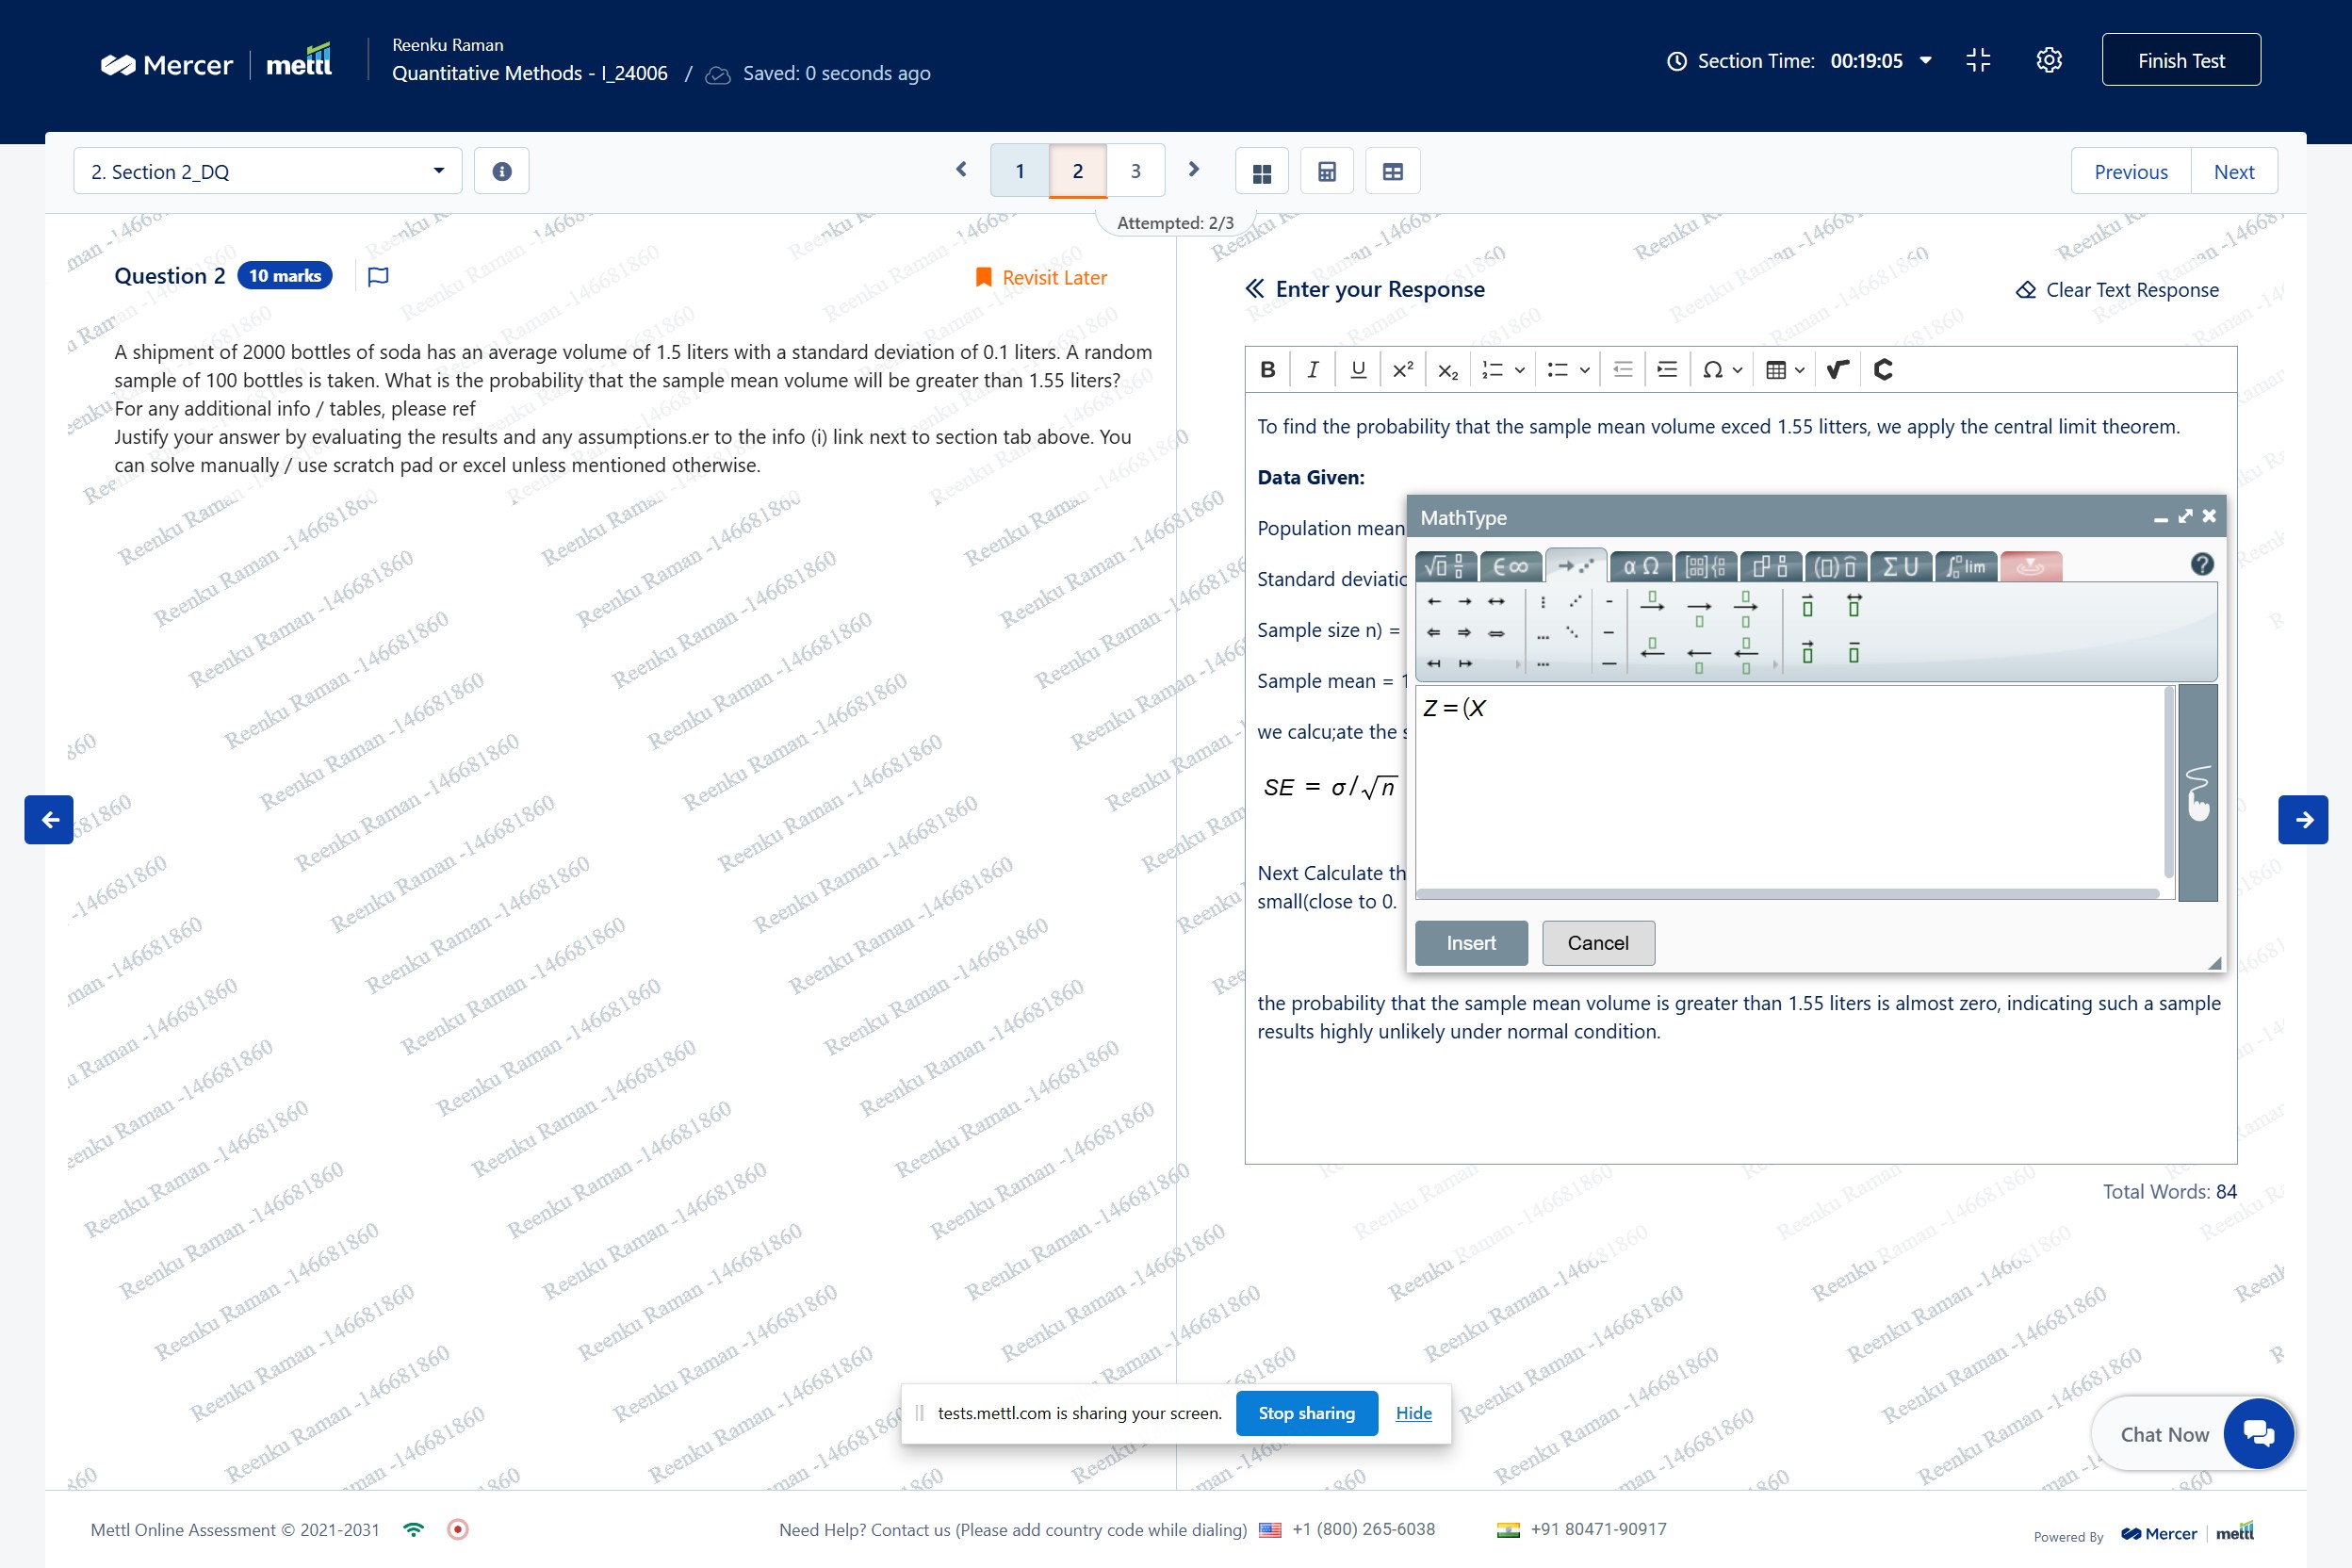 Mercer | mettl
Reenku Raman
Quantitative Methods - I_24006 / Saved: 0 seconds ago
Section Time: 00:19:05
Finish Test
2. Section 2_DQ
1 2 3
Attempted: 2/3
Previous Next
Question 2 10 marks
Revisit Later
A shipment of 2000 bottles of soda has an average volume of 1.5 liters with a standard deviation of 0.1 liters. A random
sample of 100 bottles is taken. What is the probability that the sample mean volume will be greater than 1.55 liters?
For any additional info / tables, please ref
Justify your answer by evaluating the results and any assumptions.er to the info (i) link next to section tab above. You
can solve manually / use scratch pad or excel unless mentioned otherwise.
Enter your Response
Clear Text Response
B I U x² x₂ Ω
To find the probability that the sample mean volume exced 1.55 litters, we apply the central limit theorem.
Data Given:
Population mean
Standard deviatio
Sample size n) =
Sample mean = 1
we calcu;ate the s
SE = σ/√n
Next Calculate th
small(close to 0.
MathType
Z=(X
Insert Cancel
the probability that the sample mean volume is greater than 1.55 liters is almost zero, indicating such a sample
results highly unlikely under normal condition.
Total Words: 84
Reenku Raman -146681860
tests.mettl.com is sharing your screen. Stop sharing Hide
Chat Now
Mettl Online Assessment © 2021-2031
Need Help? Contact us (Please add country code while dialing) +1 (800) 265-6038 +91 80471-90917
Powered By Mercer | mettl